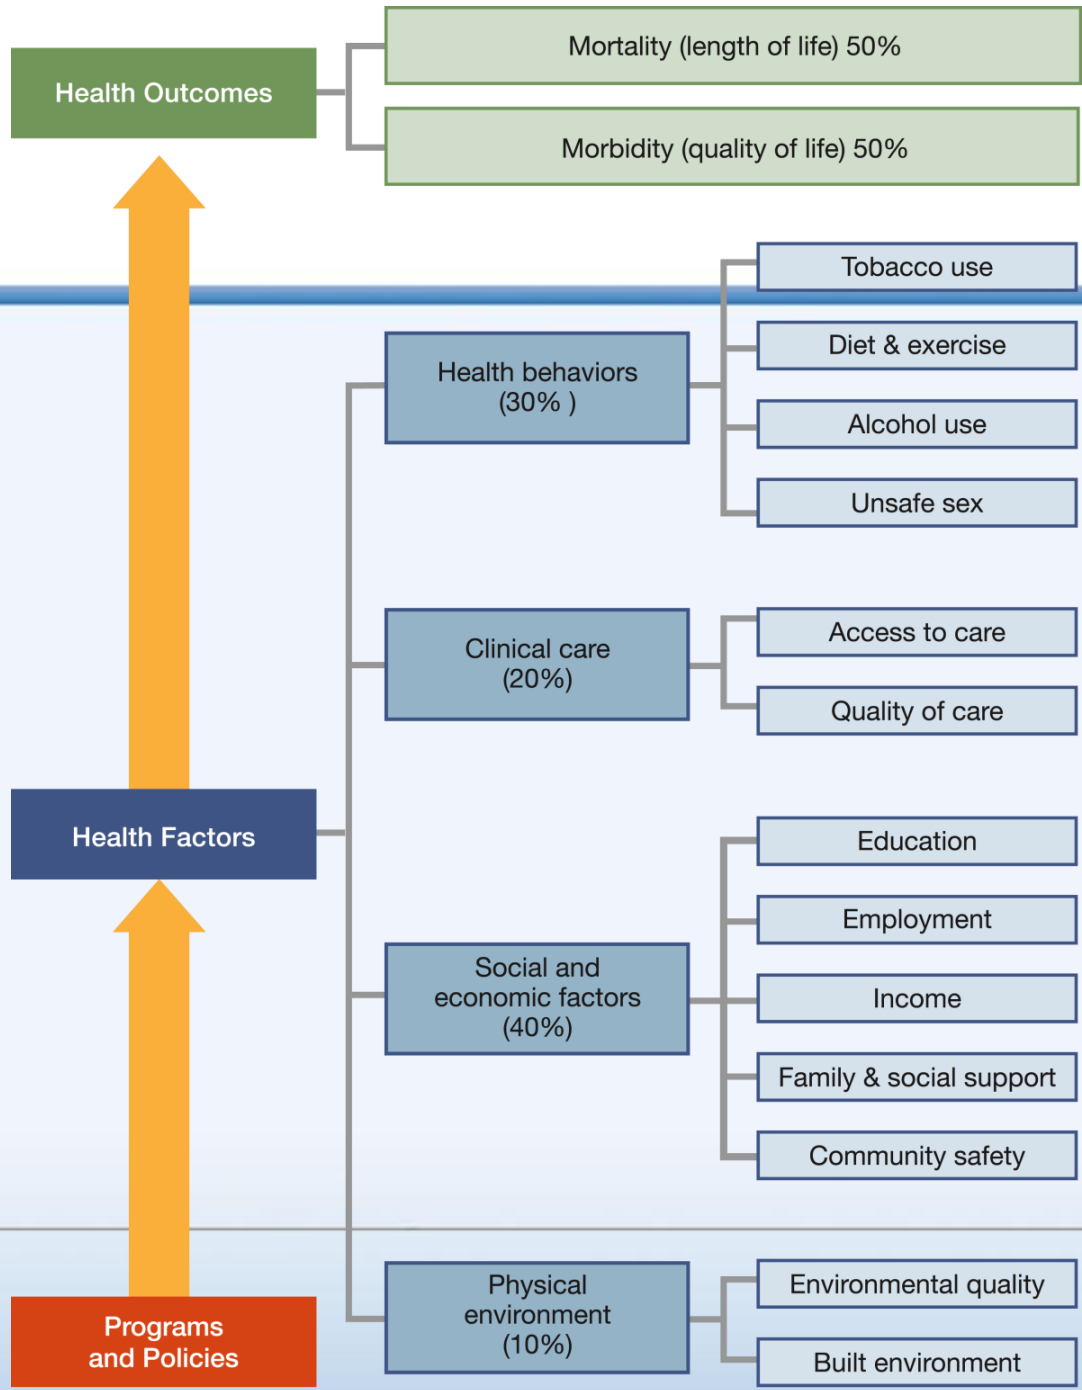 Health Outcomes
Mortality (length of life) 50%
Morbidity (quality of life) 50%
Tobacco use
Diet & exercise
Health behaviors
(30% )
Alcohol use
Unsafe sex
Clinical care
(20%)
Access to care
Quality of care
Health Factors
Social and
economic factors
(40%)
Education
Employment
Income
Family & social support
Community safety
Programs
and Policies
Physical
environment
(10%)
Environmental quality
Built environment